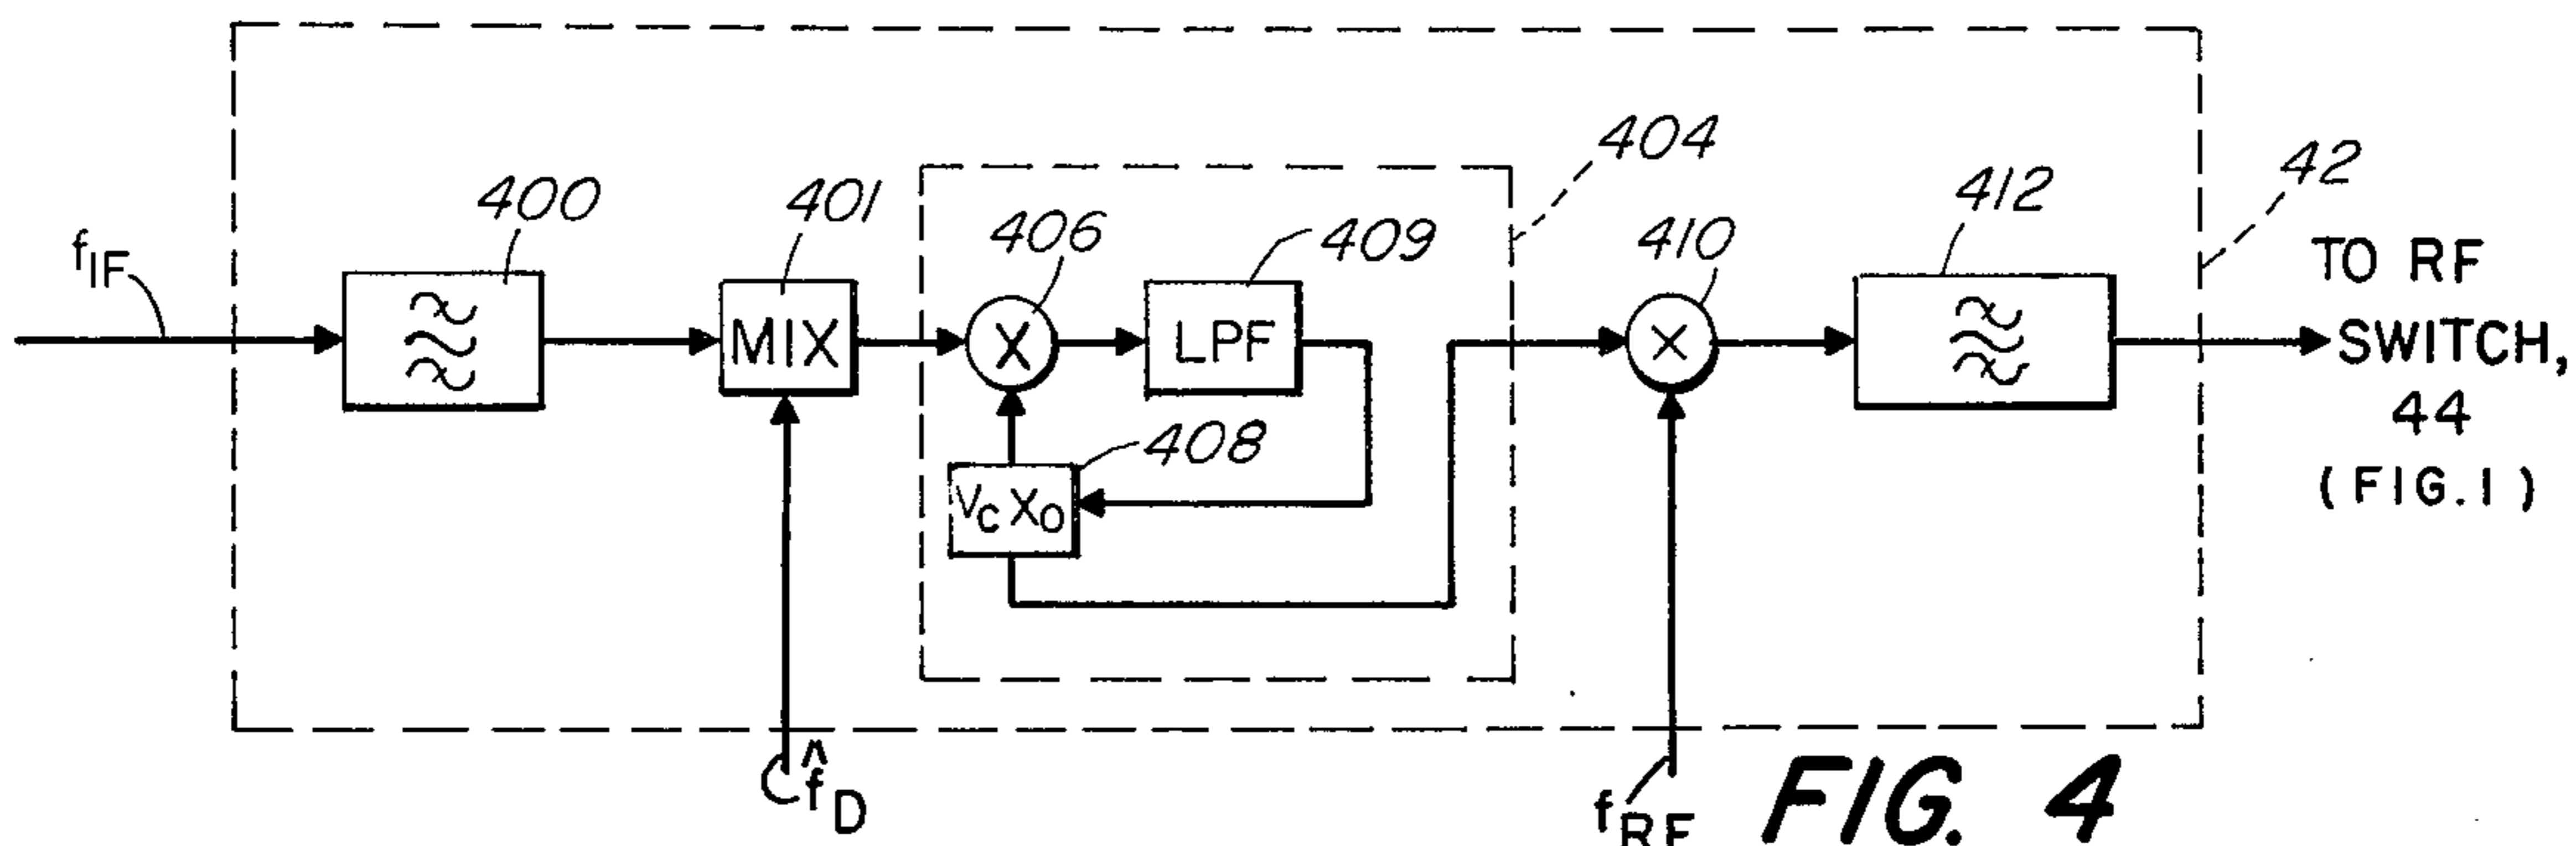 404
42
400
401
406
409
410
412
fIF
MIX
X
LPF
X
TO RF
SWITCH,
44
(FIG.1)
408
VCXO
f̂D
fRF
FIG. 4